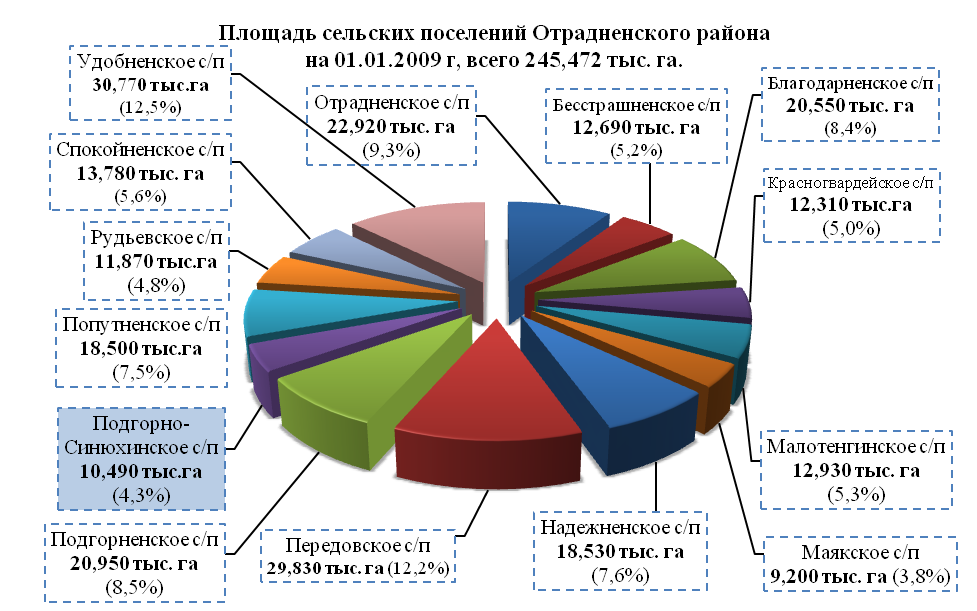 Площадь сельских поселений Отрадненского района
на 01.01.2009 г, всего 245,472 тыс. га.
Удобненское с/п
30,770 тыс.га
(12,5%)
Отрадненское с/п
22,920 тыс. га
(9,3%)
Бесстрашненское с/п
12,690 тыс. га
(5,2%)
Благодарненское с/п
20,550 тыс. га
(8,4%)
Спокойненское с/п
13,780 тыс. га
(5,6%)
Красногвардейское с/п
12,310 тыс.га
(5,0%)
Рудьевское с/п
11,870 тыс.га
(4,8%)
Попутненское с/п
18,500 тыс.га
(7,5%)
Подгорно-
Синюхинское с/п
10,490 тыс.га
(4,3%)
Малотенгинское с/п
12,930 тыс. га
(5,3%)
Подгорненское с/п
20,950 тыс. га
(8,5%)
Передовское с/п
29,830 тыс. га (12,2%)
Надежненское с/п
18,530 тыс. га
(7,6%)
Маякское с/п
9,200 тыс. га (3,8%)